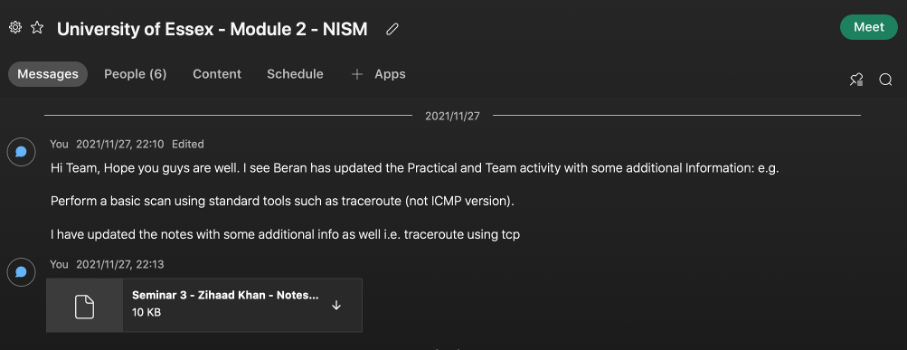 University of Essex - Module 2 - NISM
Meet
Messages People (6) Content Schedule + Apps
2021/11/27
You 2021/11/27, 22:10 Edited
Hi Team, Hope you guys are well. I see Beran has updated the Practical and Team activity with some additional Information: e.g.
Perform a basic scan using standard tools such as traceroute (not ICMP version).
I have updated the notes with some additional info as well i.e. traceroute using tcp
You 2021/11/27, 22:13
Seminar 3 - Zihaad Khan - Notes...
10 KB